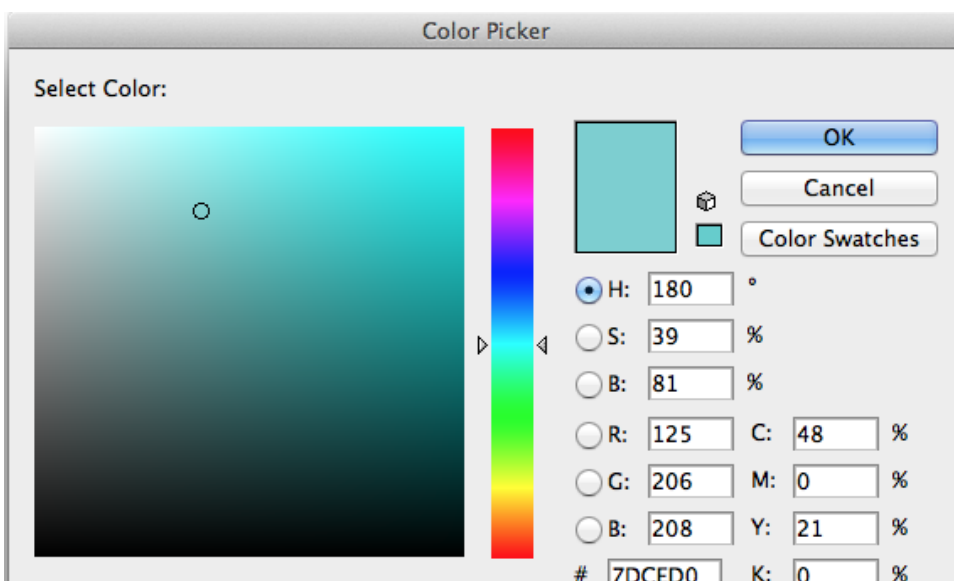 Color Picker
Select Color:
OK
Cancel
Color Swatches
H: 180 °
S: 39 %
B: 81 %
R: 125 C: 48 %
G: 206 M: 0 %
B: 208 Y: 21 %
# 7DCED0 K: 0 %